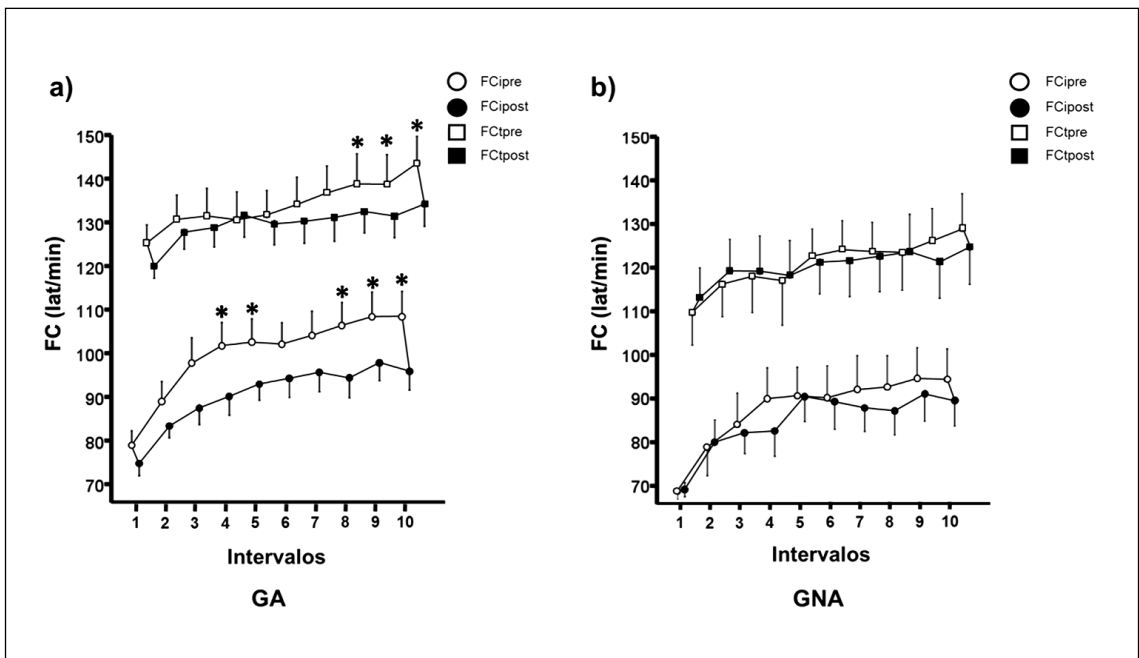 a)
FCipre
FCipost
FCtpre
FCtpost
FC (lat/min)
150
140
130
120
110
100
90
80
70
* * *
* * * * *
1 2 3 4 5 6 7 8 9 10
Intervalos
GA
b)
FCipre
FCipost
FCtpre
FCtpost
FC (lat/min)
150
140
130
120
110
100
90
80
70
1 2 3 4 5 6 7 8 9 10
Intervalos
GNA